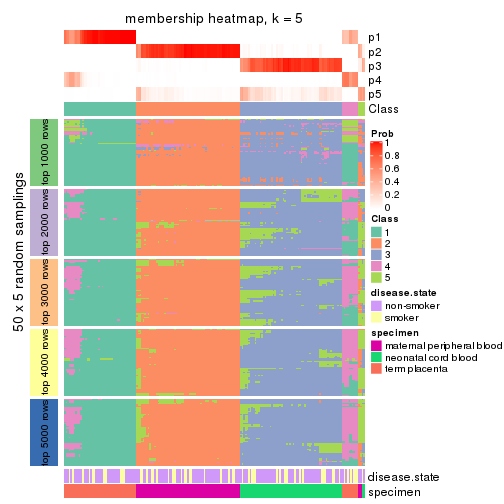 membership heatmap, k = 5
p1
p2
p3
p4
p5
Class
50 x 5 random samplings
top 1000 rows
top 2000 rows
top 3000 rows
top 4000 rows
top 5000 rows
Prob
1
0.8
0.6
0.4
0.2
0
Class
1
2
3
4
5
disease.state
non-smoker
smoker
specimen
maternal peripheral blood
neonatal cord blood
term placenta
disease.state
specimen